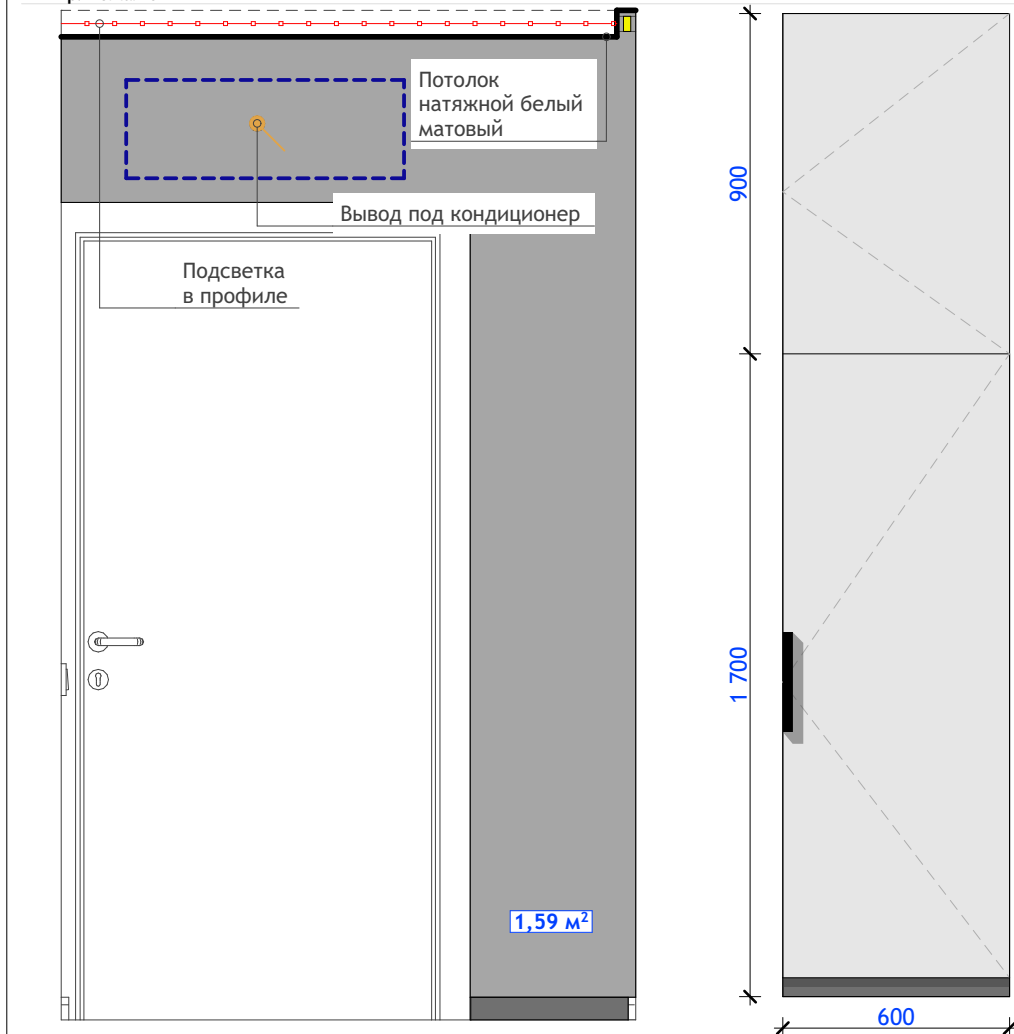 Потолок
натяжной белый
матовый
900
Вывод под кондиционер
Подсветка
в профиле
1 700
1,59 м²
600